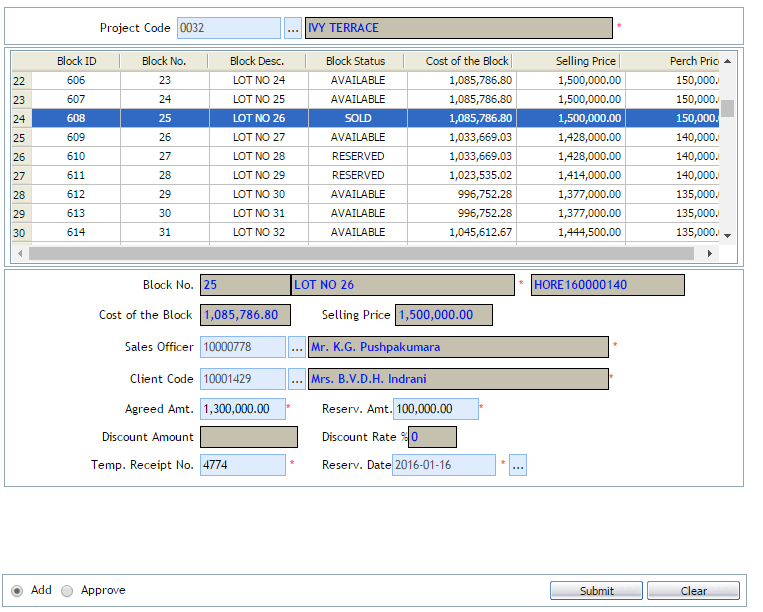 Project Code 0032 ... IVY TERRACE *
Block ID Block No. Block Desc. Block Status Cost of the Block Selling Price Perch Pric
22 606 23 LOT NO 24 AVAILABLE 1,085,786.80 1,500,000.00 150,000.
23 607 24 LOT NO 25 AVAILABLE 1,085,786.80 1,500,000.00 150,000.
24 608 25 LOT NO 26 SOLD 1,085,786.80 1,500,000.00 150,000.
25 609 26 LOT NO 27 AVAILABLE 1,033,669.03 1,428,000.00 140,000.
26 610 27 LOT NO 28 RESERVED 1,033,669.03 1,428,000.00 140,000.
27 611 28 LOT NO 29 RESERVED 1,023,535.02 1,414,000.00 140,000.
28 612 29 LOT NO 30 AVAILABLE 996,752.28 1,377,000.00 135,000.
29 613 30 LOT NO 31 AVAILABLE 996,752.28 1,377,000.00 135,000.
30 614 31 LOT NO 32 AVAILABLE 1,045,612.67 1,444,500.00 135,000.
Block No. 25 LOT NO 26 * HORE160000140
Cost of the Block 1,085,786.80 Selling Price 1,500,000.00
Sales Officer 10000778 ... Mr. K.G. Pushpakumara *
Client Code 10001429 ... Mrs. B.V.D.H. Indrani *
Agreed Amt. 1,300,000.00 * Reserv. Amt. 100,000.00 *
Discount Amount Discount Rate % 0
Temp. Receipt No. 4774 * Reserv. Date 2016-01-16 * ...
Add Approve Submit Clear